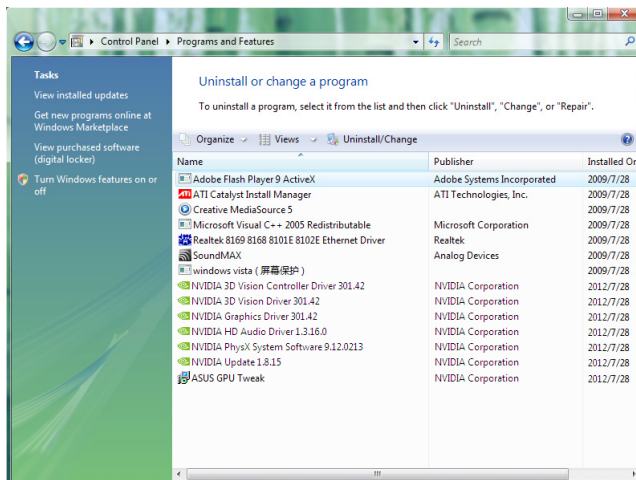 Control Panel ▸ Programs and Features
Search
Tasks
View installed updates
Get new programs online at
Windows Marketplace
View purchased software
(digital locker)
Turn Windows features on or
off
Uninstall or change a program
To uninstall a program, select it from the list and then click "Uninstall", "Change", or "Repair".
Organize Views Uninstall/Change
Name Publisher Installed On
Adobe Flash Player 9 ActiveX Adobe Systems Incorporated 2009/7/28
ATI Catalyst Install Manager ATI Technologies, Inc. 2009/7/28
Creative MediaSource 5 2009/7/28
Microsoft Visual C++ 2005 Redistributable Microsoft Corporation 2009/7/28
Realtek 8169 8168 8101E 8102E Ethernet Driver Realtek 2009/7/28
SoundMAX Analog Devices 2009/7/28
windows vista ( 屏幕保护 ) 2009/7/28
NVIDIA 3D Vision Controller Driver 301.42 NVIDIA Corporation 2012/7/28
NVIDIA 3D Vision Driver 301.42 NVIDIA Corporation 2012/7/28
NVIDIA Graphics Driver 301.42 NVIDIA Corporation 2012/7/28
NVIDIA HD Audio Driver 1.3.16.0 NVIDIA Corporation 2012/7/28
NVIDIA PhysX System Software 9.12.0213 NVIDIA Corporation 2012/7/28
NVIDIA Update 1.8.15 NVIDIA Corporation 2012/7/28
ASUS GPU Tweak NVIDIA Corporation 2012/7/28